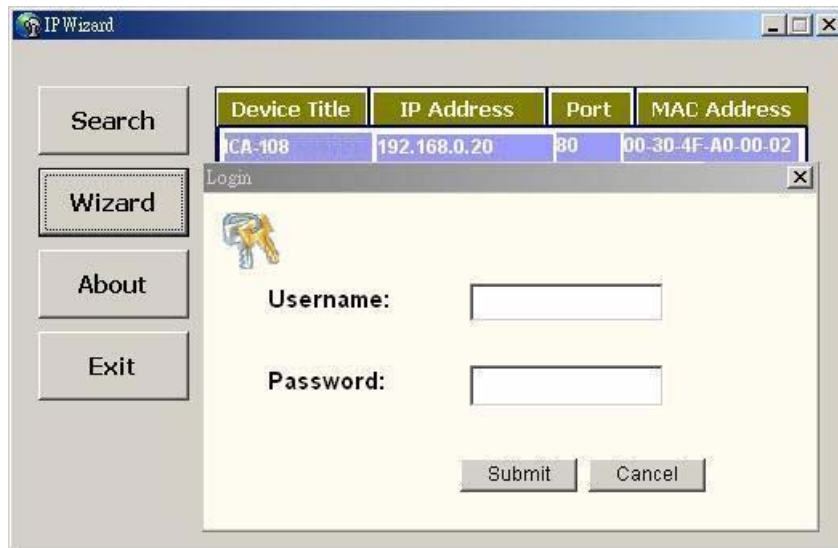 IP Wizard
Search
Wizard
About
Exit
Device Title IP Address Port MAC Address
ICA-108 192.168.0.20 80 00-30-4F-A0-00-02
Login
Username:
Password:
Submit Cancel